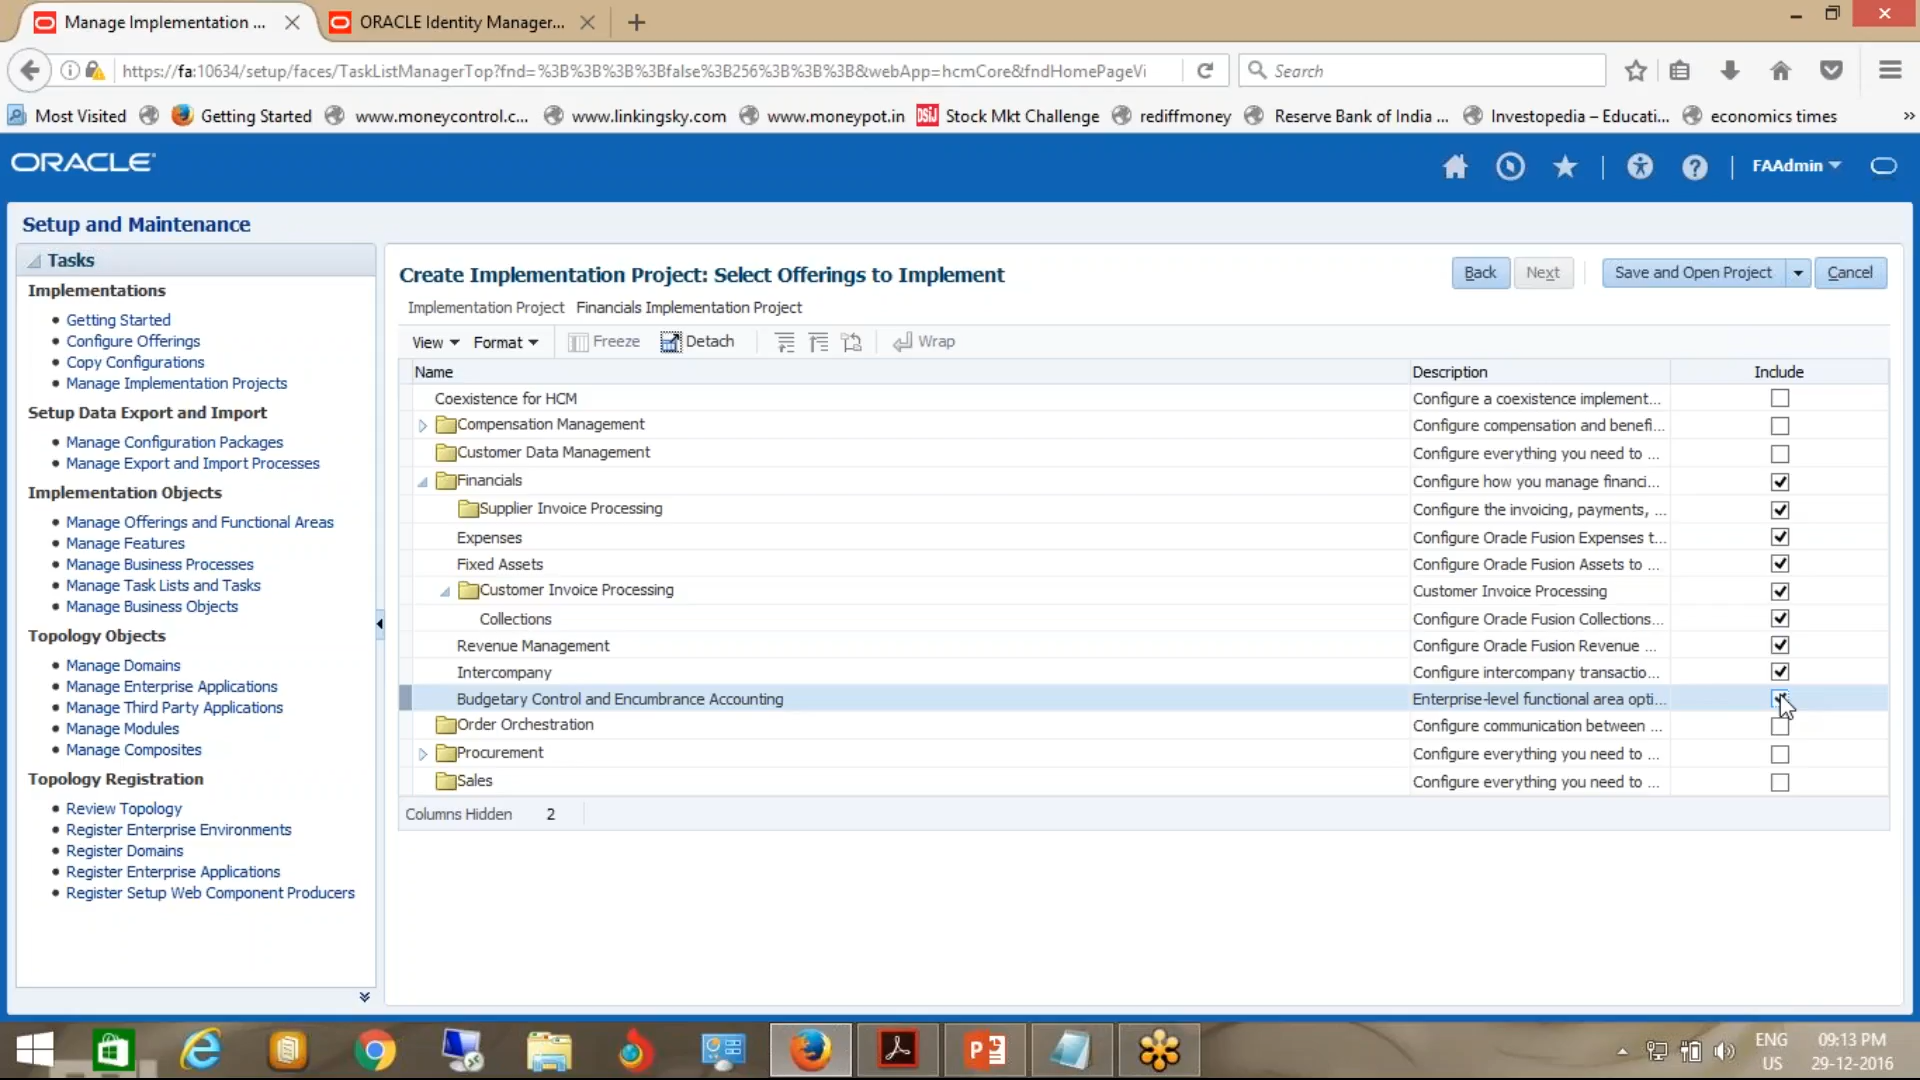 Manage Implementation ...
ORACLE Identity Manager...
https://fa:10634/setup/faces/TaskListManagerTop?fnd=%3B%3B%3B%3Bfalse%3B256%3B%3B%3B&webApp=hcmCore&fndHomePageVi
Search
Most Visited
Getting Started
www.moneycontrol.c...
www.linkingsky.com
www.moneypot.in
DSIJ
Stock Mkt Challenge
rediffmoney
Reserve Bank of India ...
Investopedia – Educati...
economics times
»
ORACLE
FAAdmin
Setup and Maintenance
Tasks
Implementations
Getting Started
Configure Offerings
Copy Configurations
Manage Implementation Projects
Setup Data Export and Import
Manage Configuration Packages
Manage Export and Import Processes
Implementation Objects
Manage Offerings and Functional Areas
Manage Features
Manage Business Processes
Manage Task Lists and Tasks
Manage Business Objects
Topology Objects
Manage Domains
Manage Enterprise Applications
Manage Third Party Applications
Manage Modules
Manage Composites
Topology Registration
Review Topology
Register Enterprise Environments
Register Domains
Register Enterprise Applications
Register Setup Web Component Producers
Create Implementation Project: Select Offerings to Implement
Back
Next
Save and Open Project
Cancel
Implementation Project Financials Implementation Project
View
Format
Freeze
Detach
Wrap
Name Description Include
Coexistence for HCM Configure a coexistence implement...
Compensation Management Configure compensation and benefi...
Customer Data Management Configure everything you need to ...
Financials Configure how you manage financi...
Supplier Invoice Processing Configure the invoicing, payments, ...
Expenses Configure Oracle Fusion Expenses t...
Fixed Assets Configure Oracle Fusion Assets to ...
Customer Invoice Processing Customer Invoice Processing
Collections Configure Oracle Fusion Collections...
Revenue Management Configure Oracle Fusion Revenue ...
Intercompany Configure intercompany transactio...
Budgetary Control and Encumbrance Accounting Enterprise-level functional area opti...
Order Orchestration Configure communication between ...
Procurement Configure everything you need to ...
Sales Configure everything you need to ...
Columns Hidden 2
ENG
US
09:13 PM
29-12-2016